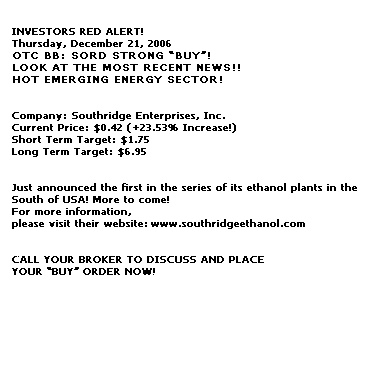 INVESTORS RED ALERT!
Thursday, December 21, 2006
OTC BB: SORD STRONG "BUY"!
LOOK AT THE MOST RECENT NEWS!!
HOT EMERGING ENERGY SECTOR!
Company: Southridge Enterprises, Inc.
Current Price: $0.42 (+23.53% Increase!)
Short Term Target: $1.75
Long Term Target: $6.95
Just announced the first in the series of its ethanol plants in the
South of USA! More to come!
For more information,
please visit their website: www.southridgeethanol.com
CALL YOUR BROKER TO DISCUSS AND PLACE
YOUR "BUY" ORDER NOW!